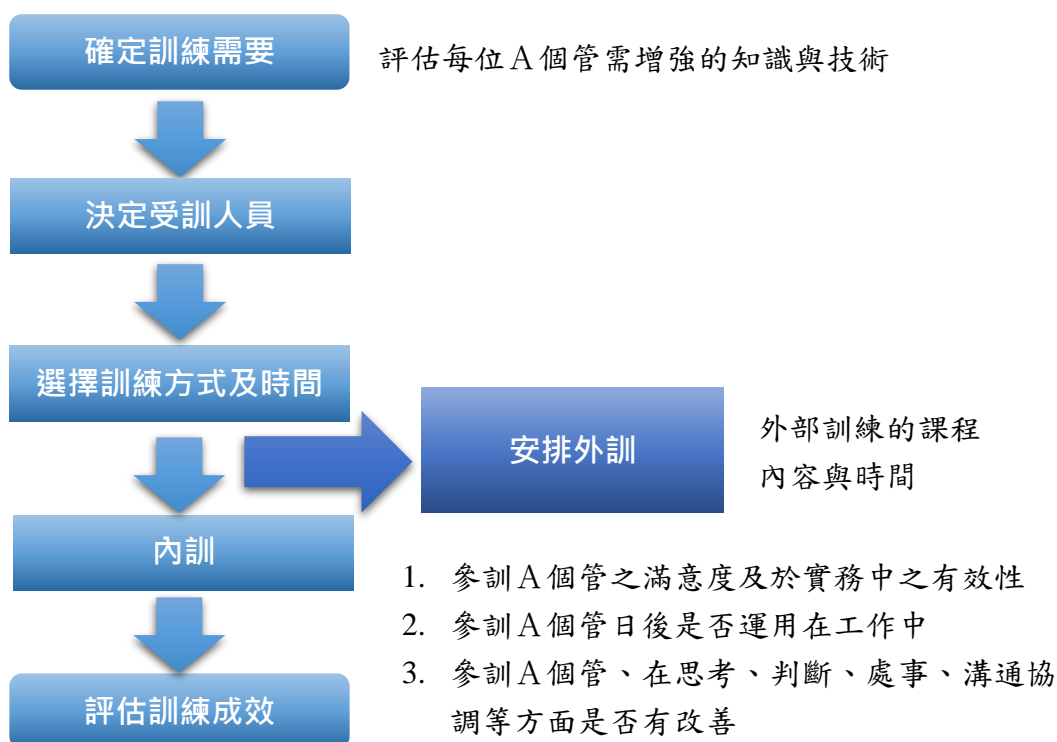 確定訓練需要
評估每位Ａ個管需增強的知識與技術
決定受訓人員
選擇訓練方式及時間
安排外訓
外部訓練的課程
內容與時間
內訓
1. 參訓Ａ個管之滿意度及於實務中之有效性
2. 參訓Ａ個管日後是否運用在工作中
3. 參訓Ａ個管、在思考、判斷、處事、溝通協
調等方面是否有改善
評估訓練成效